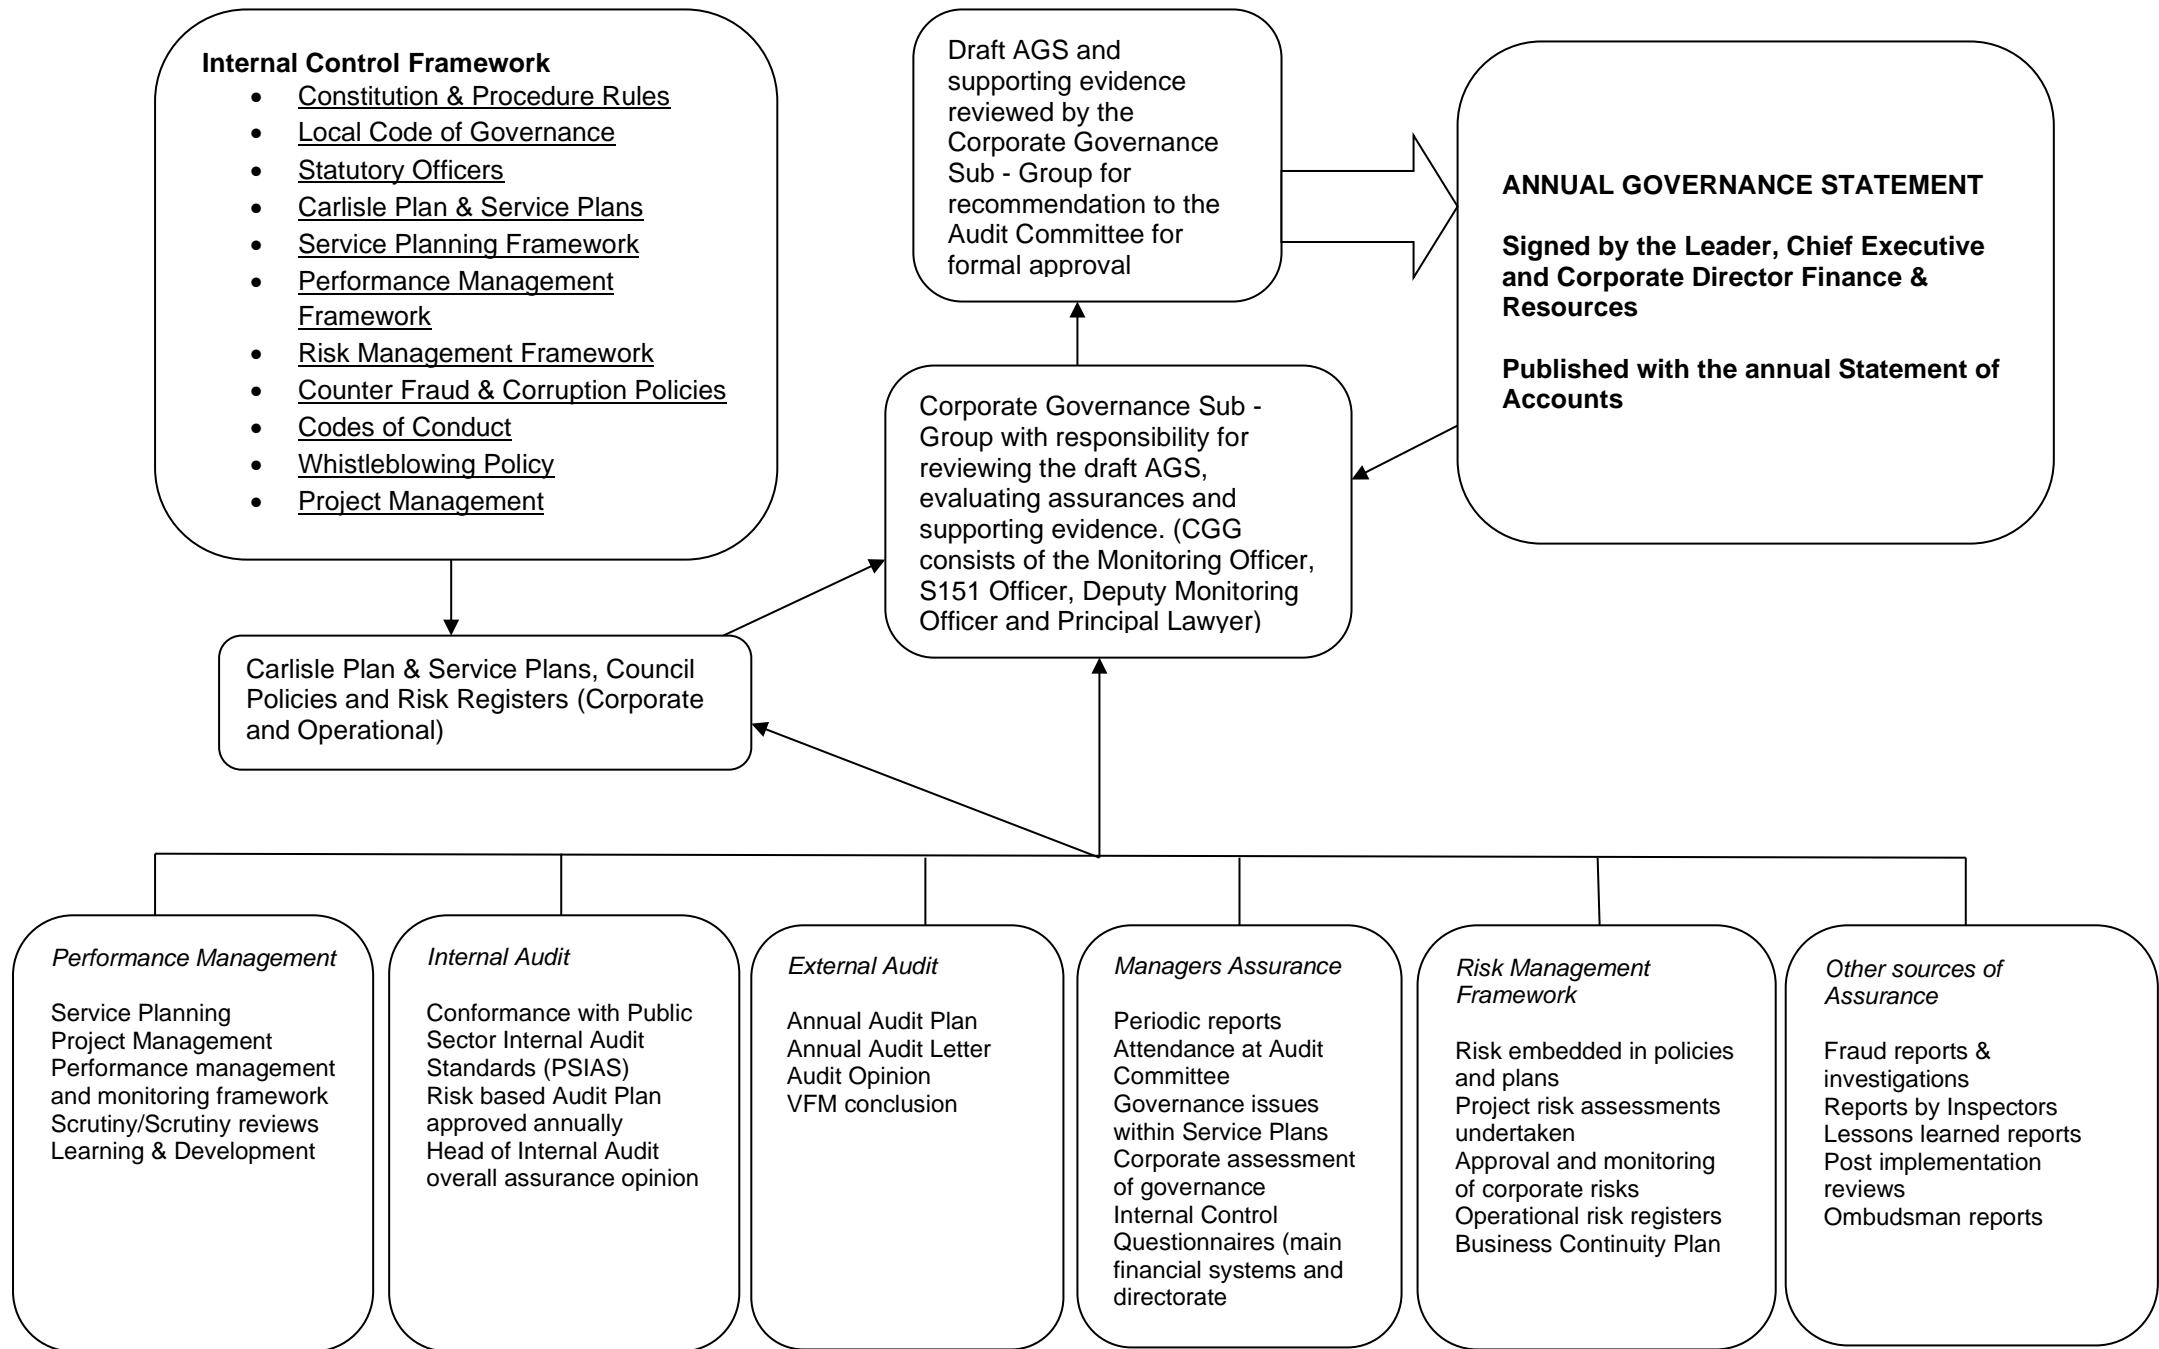 Internal Control Framework
• Constitution & Procedure Rules
• Local Code of Governance
• Statutory Officers
• Carlisle Plan & Service Plans
• Service Planning Framework
• Performance Management
Framework
• Risk Management Framework
• Counter Fraud & Corruption Policies
• Codes of Conduct
• Whistleblowing Policy
• Project Management
Draft AGS and
supporting evidence
reviewed by the
Corporate Governance
Sub - Group for
recommendation to the
Audit Committee for
formal approval
ANNUAL GOVERNANCE STATEMENT
Signed by the Leader, Chief Executive
and Corporate Director Finance &
Resources
Published with the annual Statement of
Accounts
Corporate Governance Sub -
Group with responsibility for
reviewing the draft AGS,
evaluating assurances and
supporting evidence. (CGG
consists of the Monitoring Officer,
S151 Officer, Deputy Monitoring
Officer and Principal Lawyer)
Carlisle Plan & Service Plans, Council
Policies and Risk Registers (Corporate
and Operational)
Performance Management
Service Planning
Project Management
Performance management
and monitoring framework
Scrutiny/Scrutiny reviews
Learning & Development
Internal Audit
Conformance with Public
Sector Internal Audit
Standards (PSIAS)
Risk based Audit Plan
approved annually
Head of Internal Audit
overall assurance opinion
External Audit
Annual Audit Plan
Annual Audit Letter
Audit Opinion
VFM conclusion
Managers Assurance
Periodic reports
Attendance at Audit
Committee
Governance issues
within Service Plans
Corporate assessment
of governance
Internal Control
Questionnaires (main
financial systems and
directorate
Risk Management
Framework
Risk embedded in policies
and plans
Project risk assessments
undertaken
Approval and monitoring
of corporate risks
Operational risk registers
Business Continuity Plan
Other sources of
Assurance
Fraud reports &
investigations
Reports by Inspectors
Lessons learned reports
Post implementation
reviews
Ombudsman reports